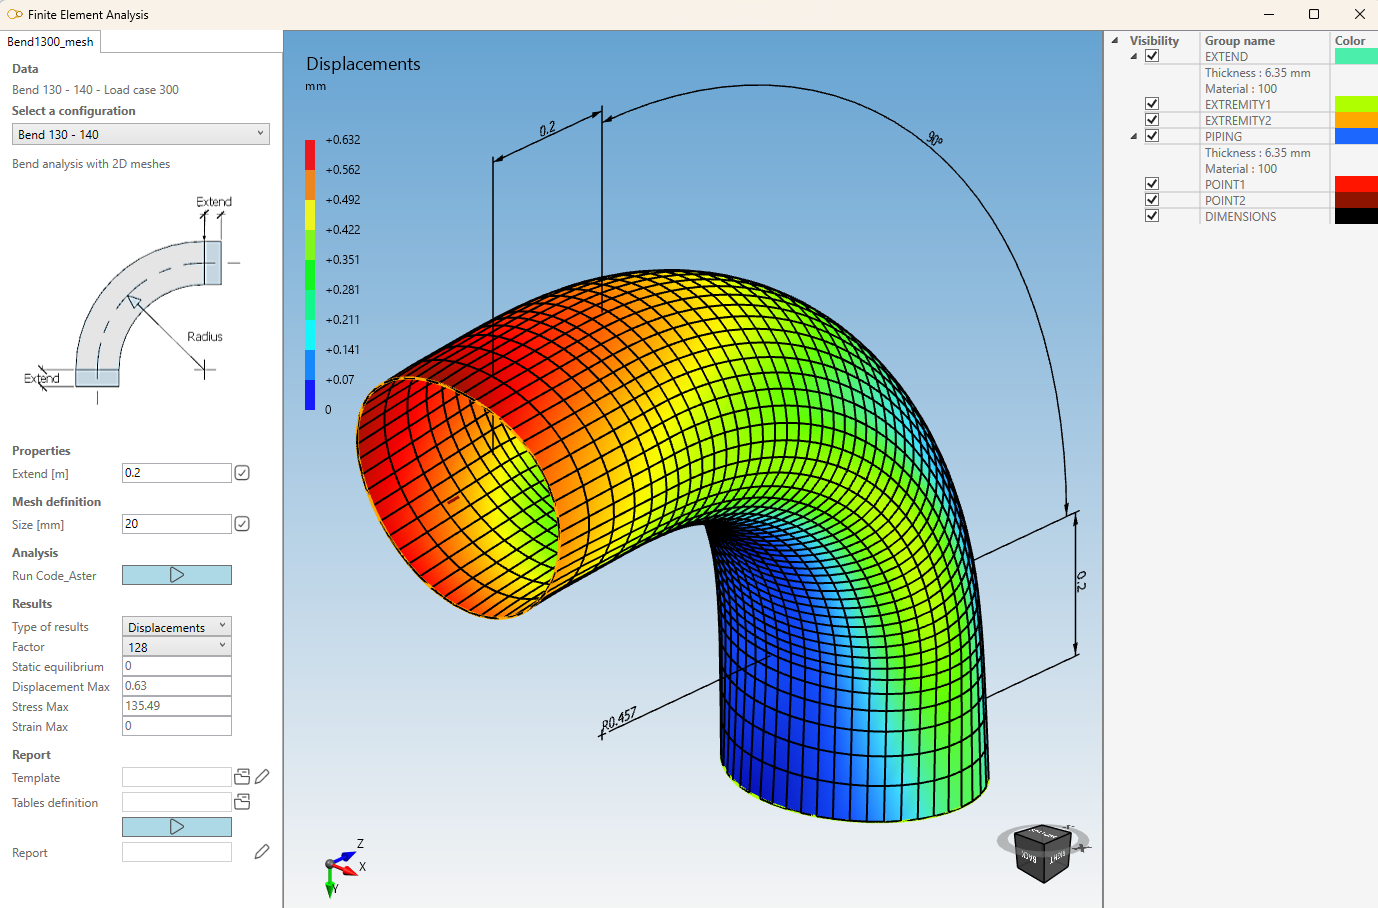 Finite Element Analysis
Bend1300_mesh
Data
Bend 130 - 140 - Load case 300
Select a configuration
Bend 130 - 140
Bend analysis with 2D meshes
Extend
Radius
Extend
Properties
Extend [m] 0.2
Mesh definition
Size [mm] 20
Analysis
Run Code_Aster
Results
Type of results Displacements
Factor 128
Static equilibrium 0
Displacement Max 0.63
Stress Max 135.49
Strain Max 0
Report
Template
Tables definition
Report
Displacements
mm
+0.632
+0.562
+0.492
+0.422
+0.351
+0.281
+0.211
+0.141
+0.07
0
0.2
90°
0.2
R0.457
Z
X
Y
BACK
RIGHT
Visibility Group name Color
EXTEND
Thickness : 6.35 mm
Material : 100
EXTREMITY1
EXTREMITY2
PIPING
Thickness : 6.35 mm
Material : 100
POINT1
POINT2
DIMENSIONS